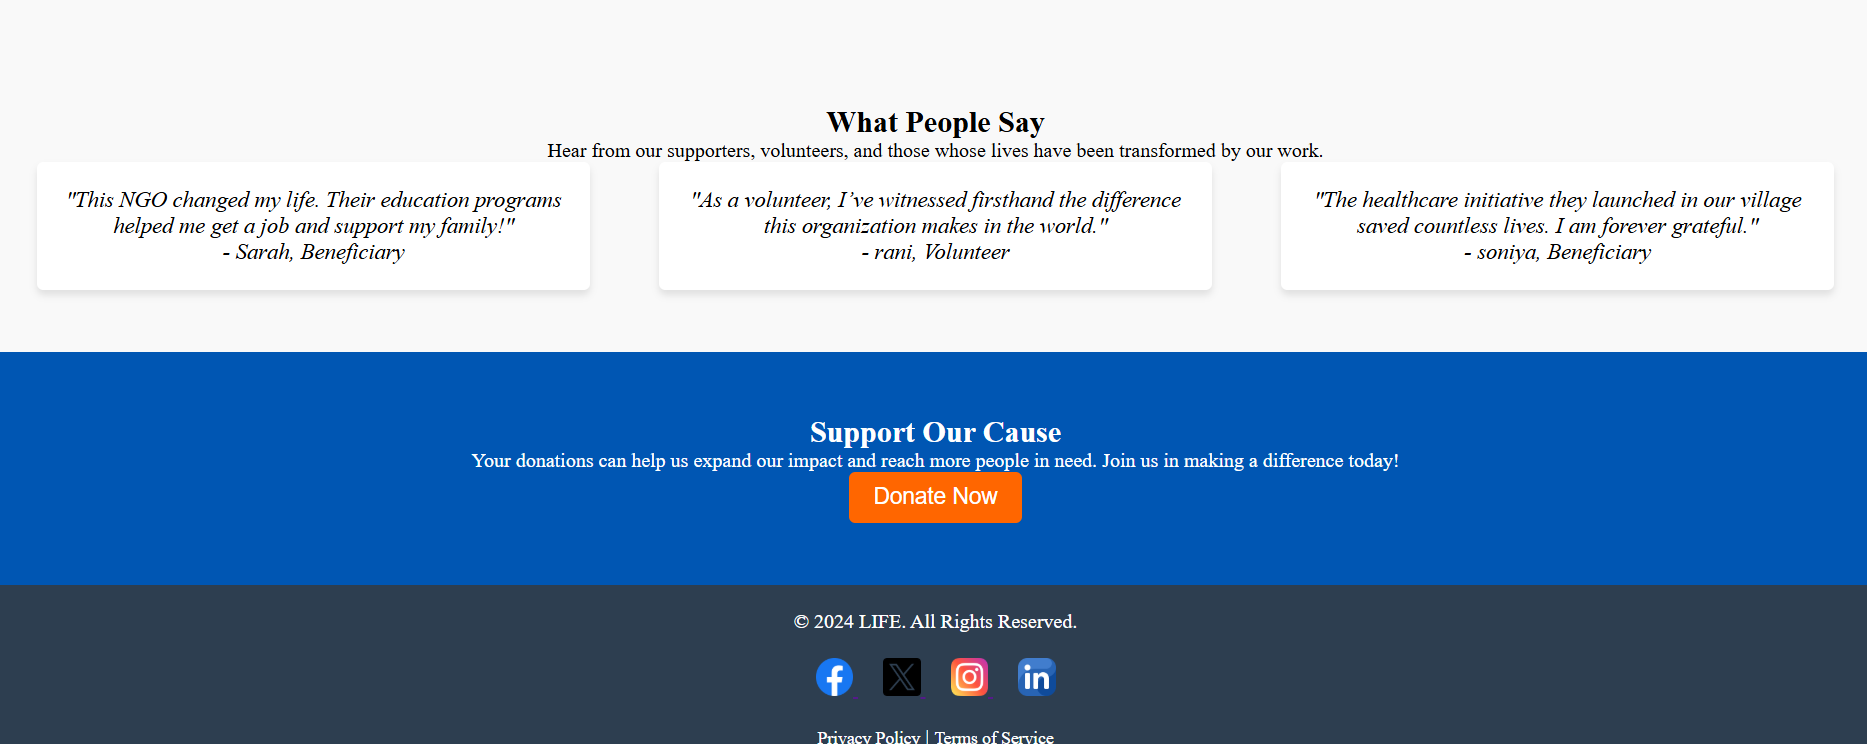 What People Say
Hear from our supporters, volunteers, and those whose lives have been transformed by our work.
"This NGO changed my life. Their education programs
helped me get a job and support my family!"
- Sarah, Beneficiary
"As a volunteer, I’ve witnessed firsthand the difference
this organization makes in the world."
- rani, Volunteer
"The healthcare initiative they launched in our village
saved countless lives. I am forever grateful."
- soniya, Beneficiary
Support Our Cause
Your donations can help us expand our impact and reach more people in need. Join us in making a difference today!
Donate Now
© 2024 LIFE. All Rights Reserved.
Privacy Policy | Terms of Service